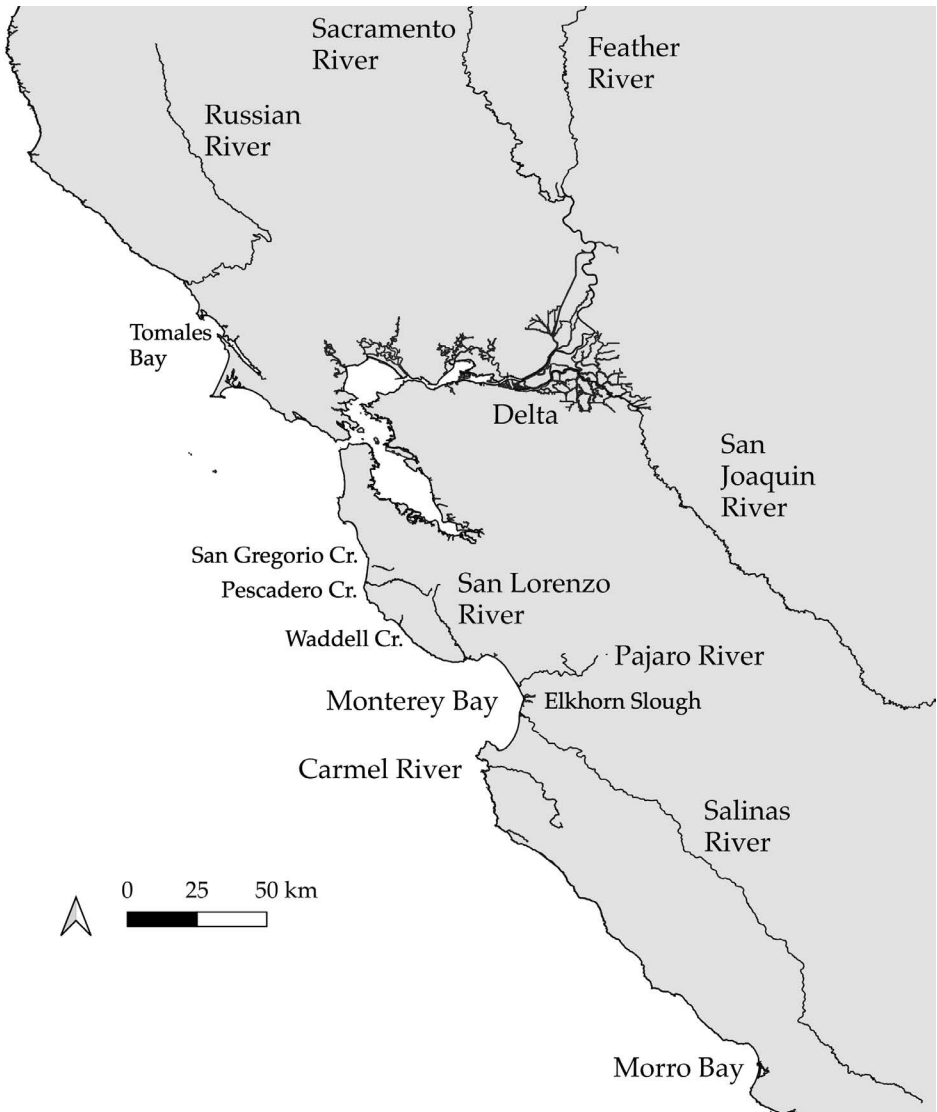 Sacramento
River
Feather
River
Russian
River
Tomales
Bay
Delta
San
Joaquin
River
San Gregorio Cr.
Pescadero Cr.
San Lorenzo
River
Waddell Cr.
Pajaro River
Monterey Bay
Elkhorn Slough
Carmel River
Salinas
River
0 25 50 km
Morro Bay